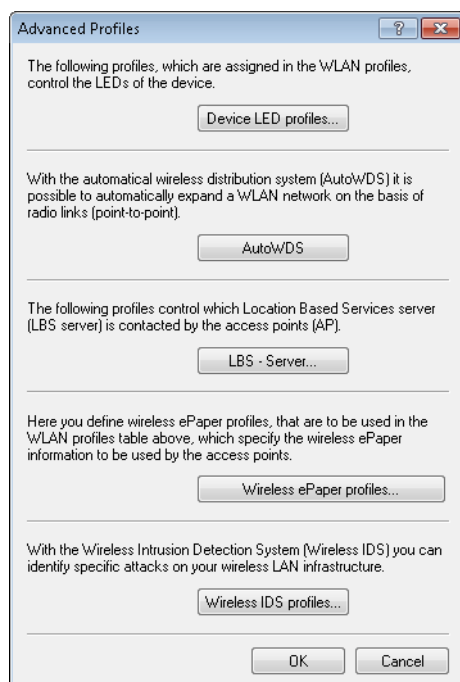 Advanced Profiles
The following profiles, which are assigned in the WLAN profiles,
control the LEDs of the device.
Device LED profiles...
With the automatical wireless distribution system (AutoWDS) it is
possible to automatically expand a WLAN network on the basis of
radio links (point-to-point).
AutoWDS
The following profiles control which Location Based Services server
(LBS server) is contacted by the access points (AP).
LBS - Server...
Here you define wireless ePaper profiles, that are to be used in the
WLAN profiles table above, which specify the wireless ePaper
information to be used by the access points.
Wireless ePaper profiles...
With the Wireless Intrusion Detection System (Wireless IDS) you can
identify specific attacks on your wireless LAN infrastructure.
Wireless IDS profiles...
OK Cancel